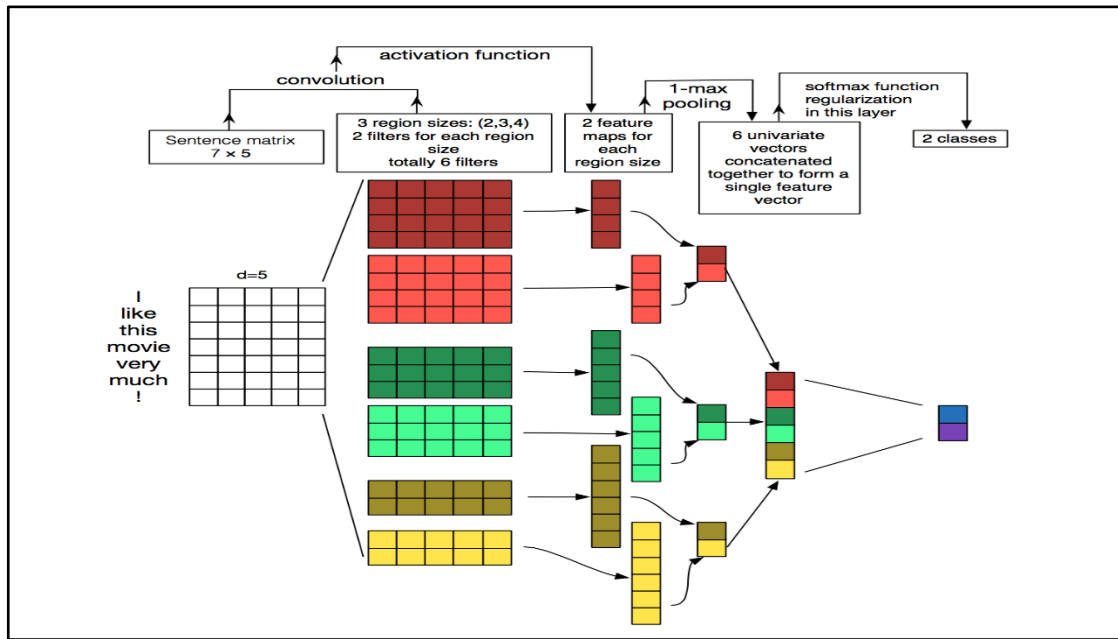 activation function
convolution
1-max
pooling
softmax function
regularization
in this layer
Sentence matrix
7 × 5
3 region sizes: (2,3,4)
2 filters for each region
size
totally 6 filters
2 feature
maps for
each
region size
6 univariate
vectors
concatenated
together to form a
single feature
vector
2 classes
d=5
I
like
this
movie
very
much
!